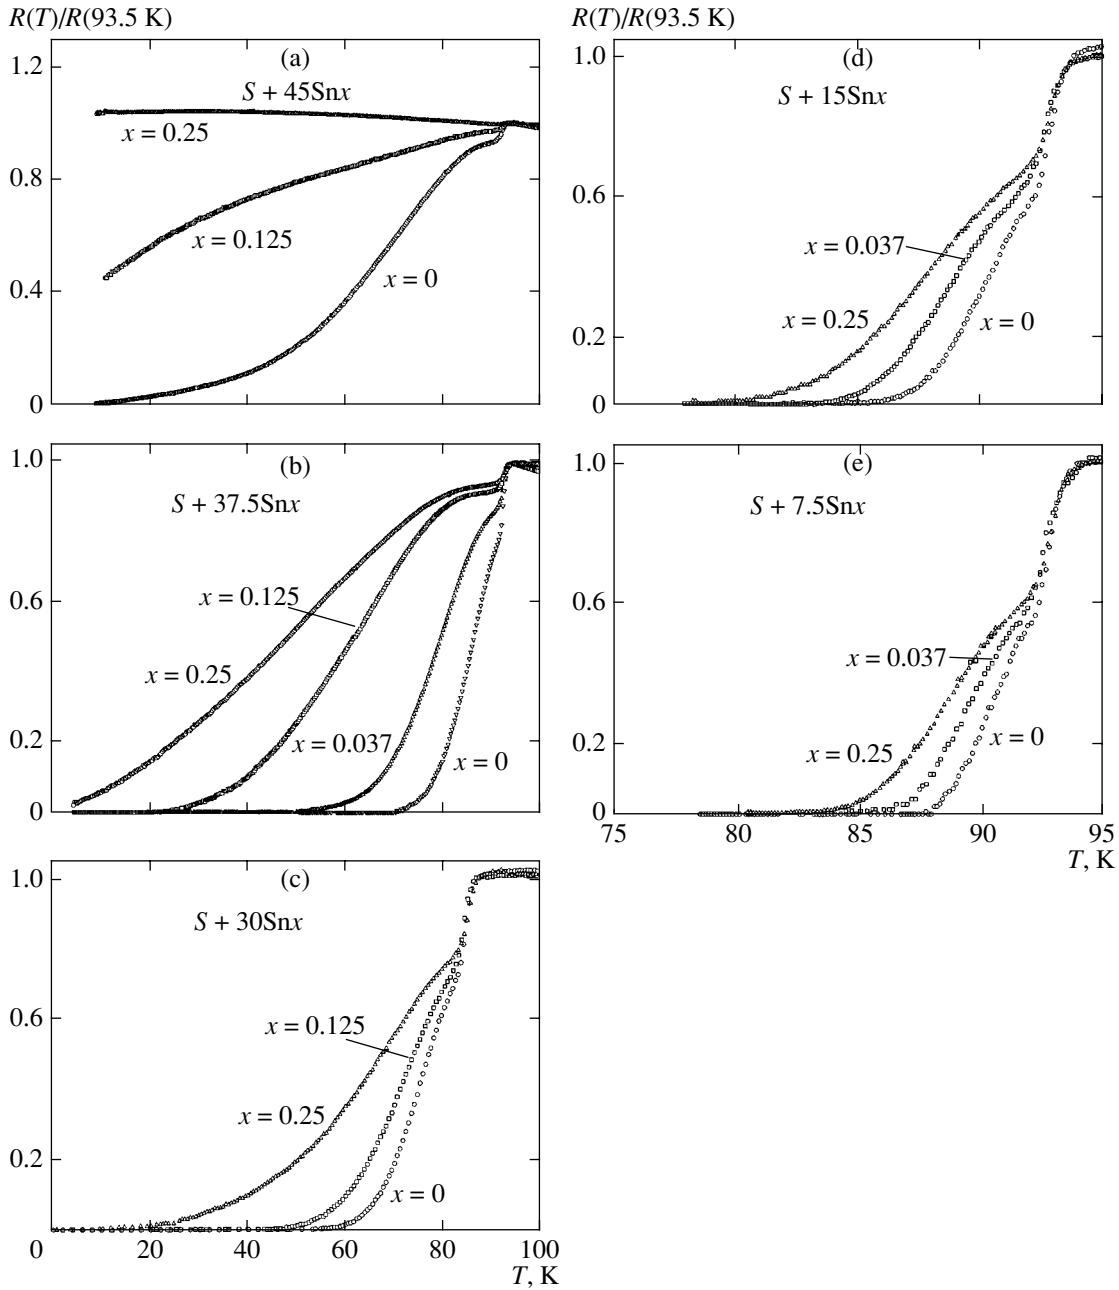 R(T)/R(93.5 K)
1.2
(a)
S + 45Snx
x = 0.25
x = 0.125
x = 0
0.8
0.4
0
1.0
(b)
S + 37.5Snx
x = 0.125
x = 0.25
x = 0.037
x = 0
0.6
0.2
0
1.0
(c)
S + 30Snx
x = 0.125
x = 0.25
x = 0
0.6
0.2
0 20 40 60 80 100
T, K
R(T)/R(93.5 K)
1.0
(d)
S + 15Snx
x = 0.037
x = 0.25
x = 0
0.6
0.2
0
1.0
(e)
S + 7.5Snx
x = 0.037
x = 0.25
x = 0
0.6
0.2
0
75 80 85 90 95
T, K